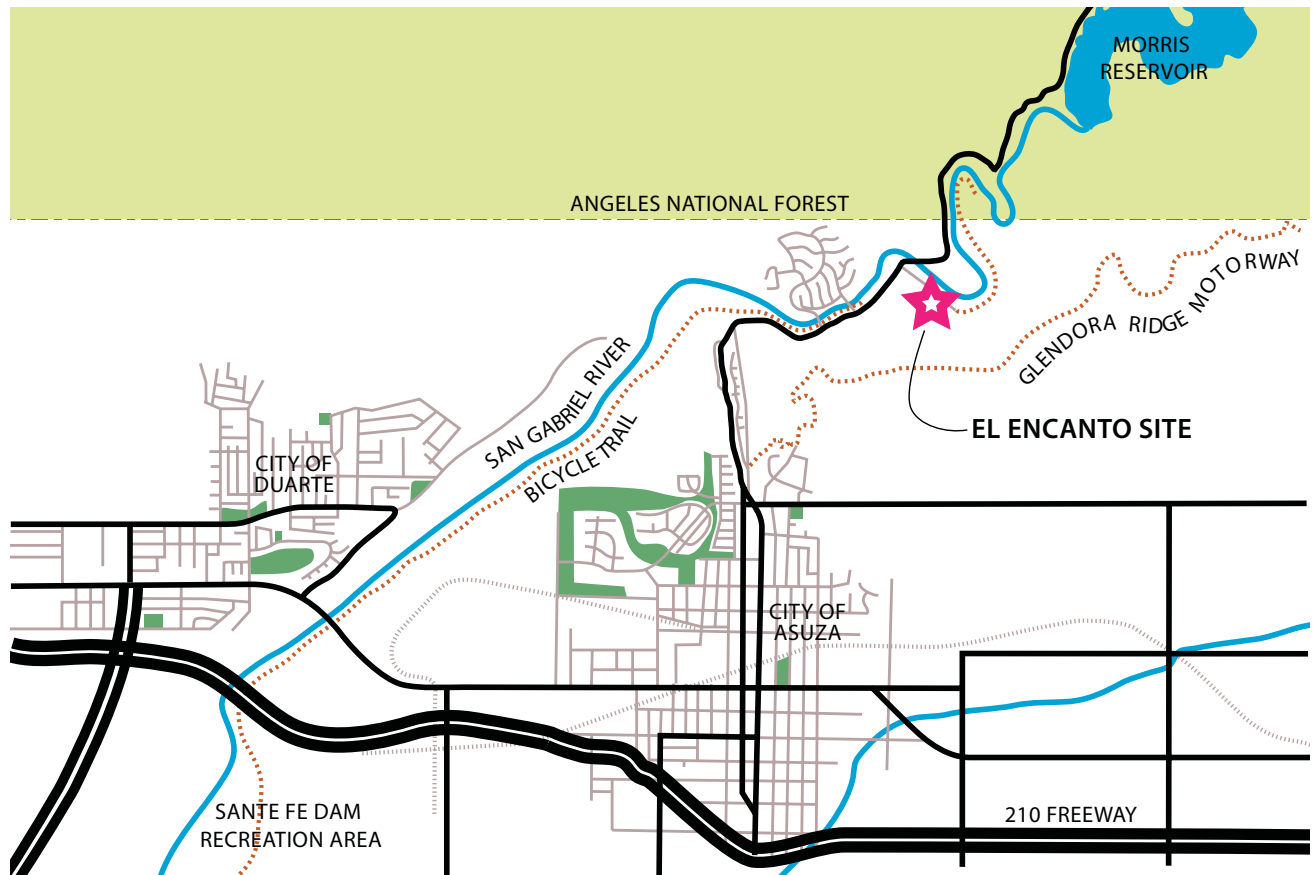 MORRIS
RESERVOIR
ANGELES NATIONAL FOREST
GLENDORA RIDGE MOTORWAY
SAN GABRIEL RIVER
BICYCLE TRAIL
EL ENCANTO SITE
CITY OF
DUARTE
CITY OF
ASUZA
SANTE FE DAM
RECREATION AREA
210 FREEWAY